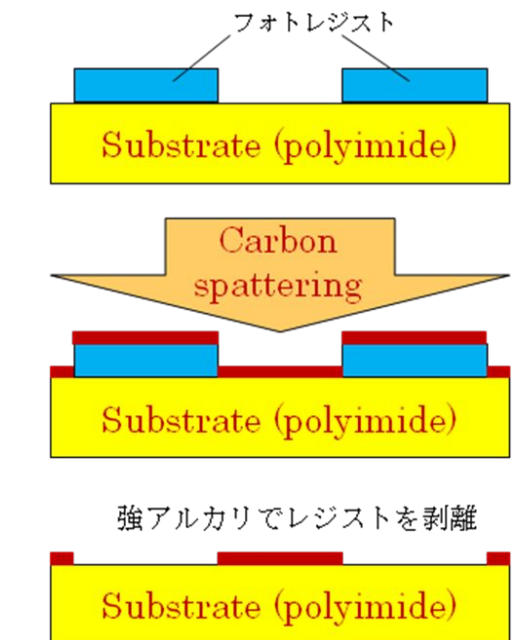 フォトレジスト
Substrate (polyimide)
Carbon
spattering
Substrate (polyimide)
強アルカリでレジストを剥離
Substrate (polyimide)